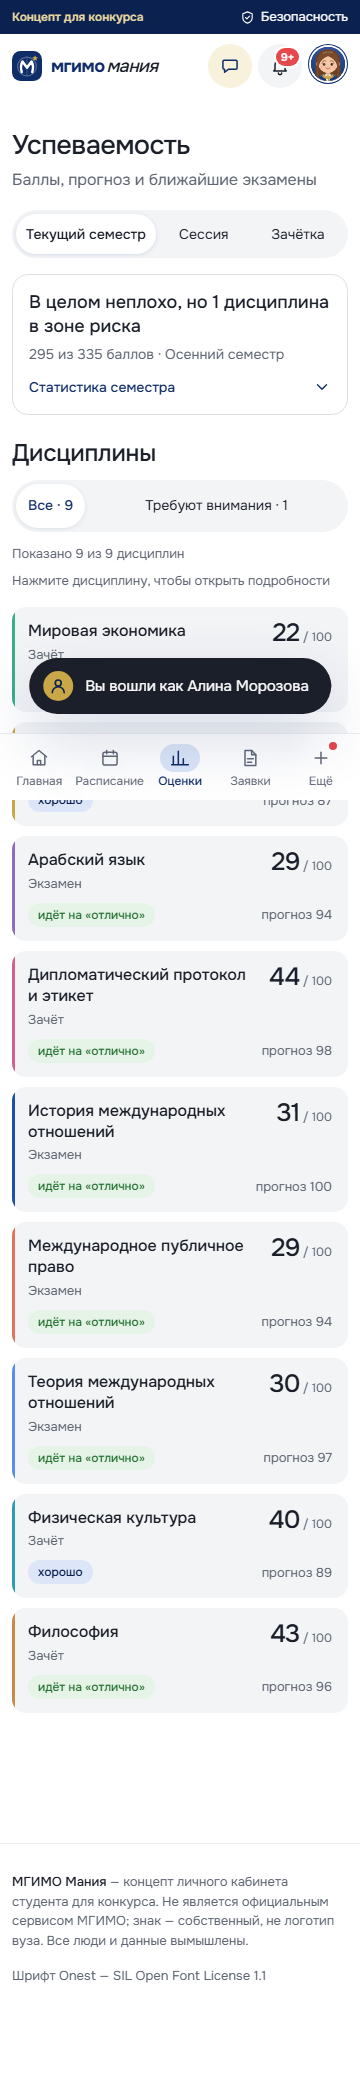 Концепт для конкурса
Безопасность
МГИМО мания
9+
Успеваемость
Баллы, прогноз и ближайшие экзамены
Текущий семестр
Сессия
Зачётка
В целом неплохо, но 1 дисциплина
в зоне риска
295 из 335 баллов · Осенний семестр
Статистика семестра
Дисциплины
Все · 9
Требуют внимания · 1
Показано 9 из 9 дисциплин
Нажмите дисциплину, чтобы открыть подробности
Мировая экономика
22 / 100
Зачёт
Вы вошли как Алина Морозова
Главная
Расписание
Оценки
Заявки
Ещё
хорошо
прогноз 87
Арабский язык
29 / 100
Экзамен
идёт на «отлично»
прогноз 94
Дипломатический протокол
и этикет
44 / 100
Зачёт
идёт на «отлично»
прогноз 98
История международных
отношений
31 / 100
Экзамен
идёт на «отлично»
прогноз 100
Международное публичное
право
29 / 100
Экзамен
идёт на «отлично»
прогноз 94
Теория международных
отношений
30 / 100
Экзамен
идёт на «отлично»
прогноз 97
Физическая культура
40 / 100
Зачёт
хорошо
прогноз 89
Философия
43 / 100
Зачёт
идёт на «отлично»
прогноз 96
МГИМО Мания — концепт личного кабинета
студента для конкурса. Не является официальным
сервисом МГИМО; знак — собственный, не логотип
вуза. Все люди и данные вымышлены.
Шрифт Onest — SIL Open Font License 1.1